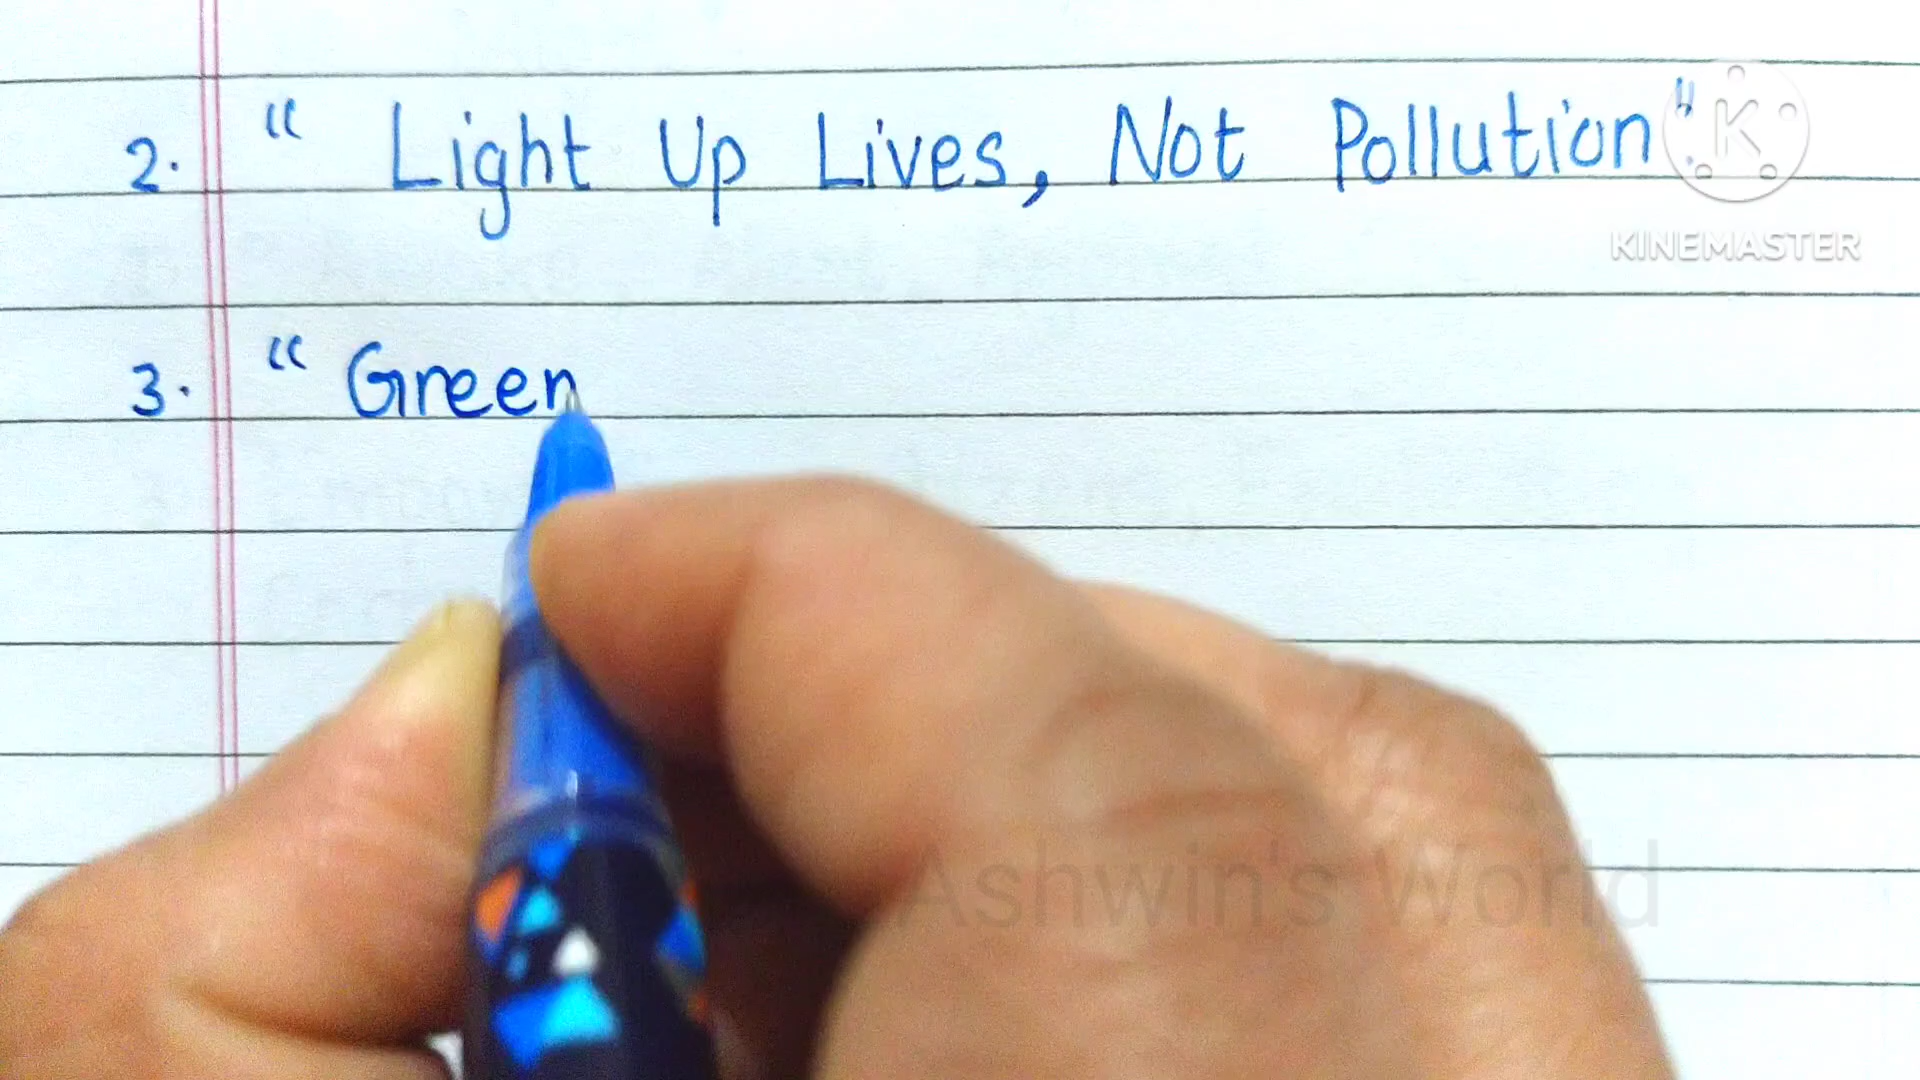 2. " Light Up Lives, Not Pollution."
KINEMASTER
3. " Green
Ashwin's World